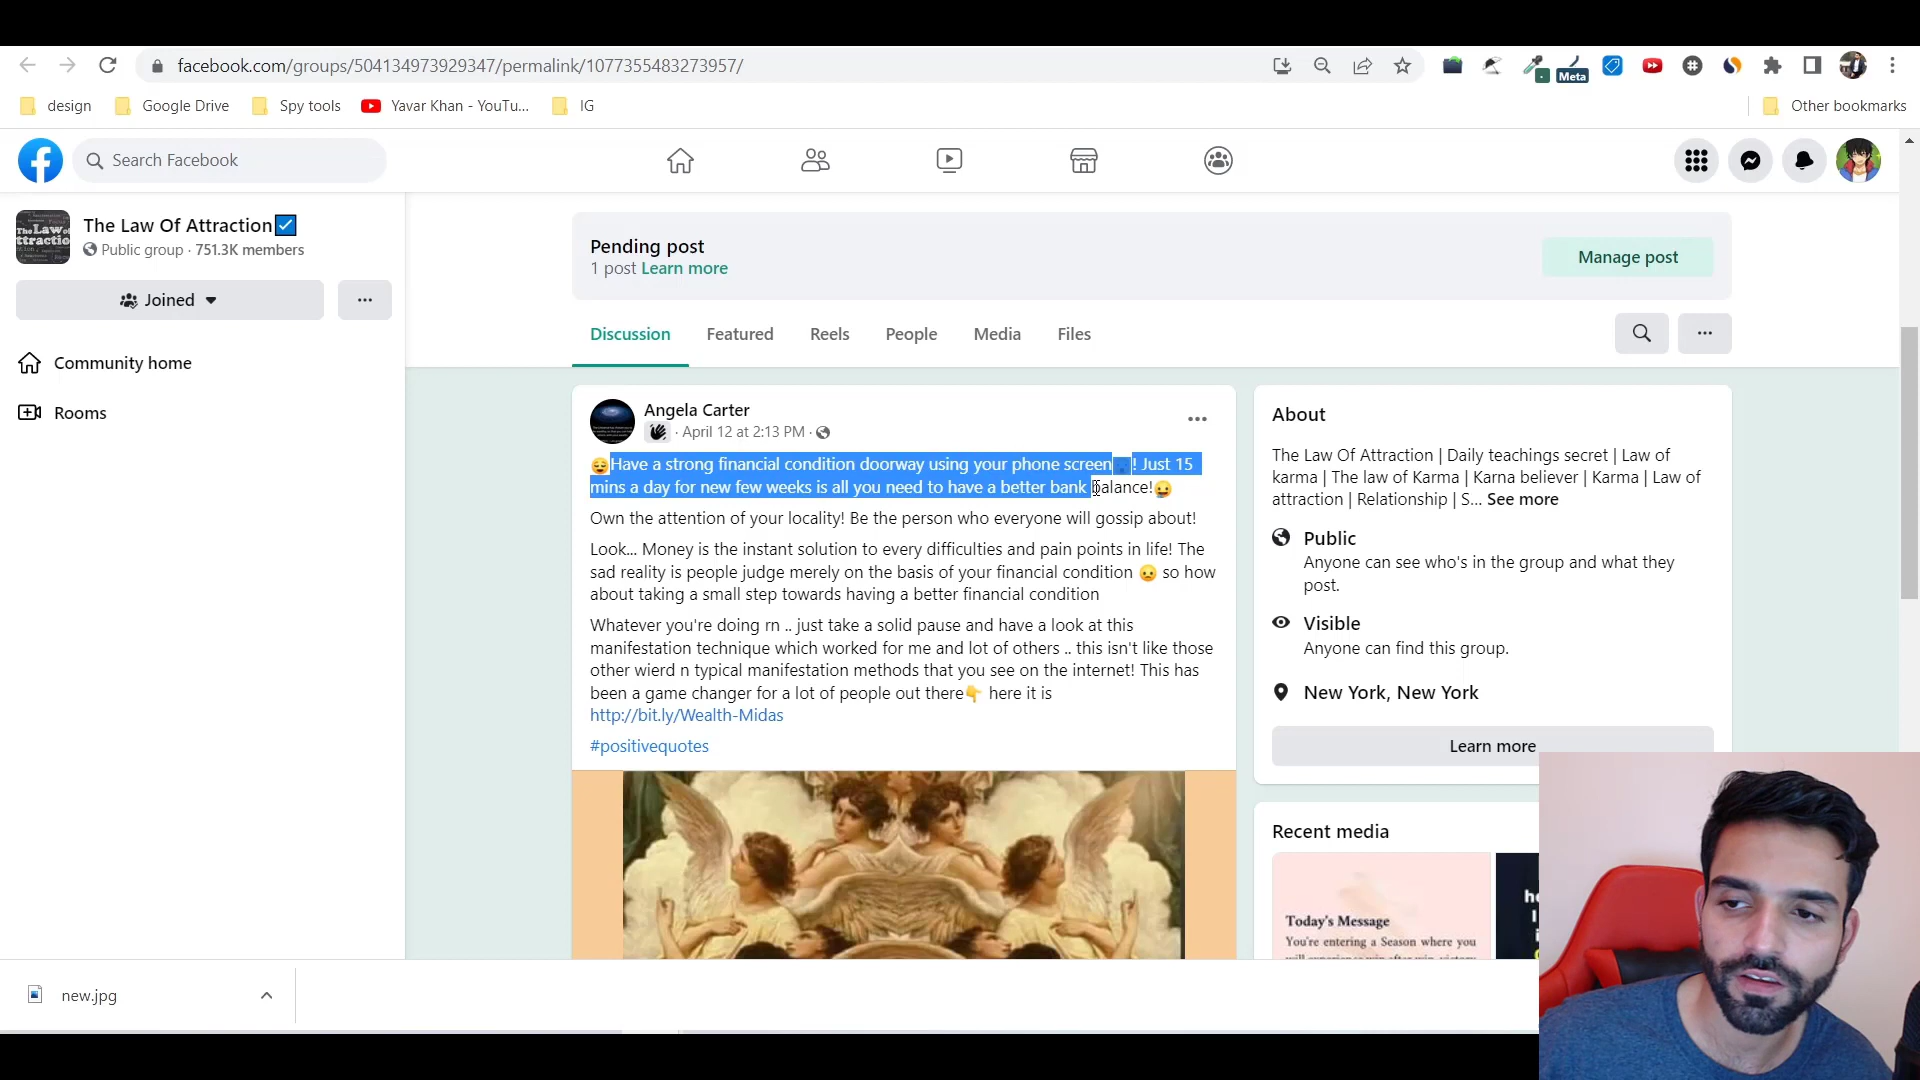 facebook.com/groups/504134973929347/permalink/1077355483273957/
Meta
design
Google Drive
Spy tools
Yavar Khan - YouTu...
IG
Other bookmarks
Search Facebook
The Law Of Attraction
Public group · 751.3K members
Joined
Community home
Rooms
Pending post
1 post Learn more
Manage post
Discussion
Featured
Reels
People
Media
Files
Angela Carter
· April 12 at 2:13 PM ·
😌Have a strong financial condition doorway using your phone screen! Just 15
mins a day for new few weeks is all you need to have a better bank balance!
Own the attention of your locality! Be the person who everyone will gossip about!
Look... Money is the instant solution to every difficulties and pain points in life! The
sad reality is people judge merely on the basis of your financial condition 😞 so how
about taking a small step towards having a better financial condition
Whatever you're doing rn .. just take a solid pause and have a look at this
manifestation technique which worked for me and lot of others .. this isn't like those
other wierd n typical manifestation methods that you see on the internet! This has
been a game changer for a lot of people out there👇 here it is
http://bit.ly/Wealth-Midas
#positivequotes
About
The Law Of Attraction | Daily teachings secret | Law of
karma | The law of Karma | Karna believer | Karma | Law of
attraction | Relationship | S... See more
Public
Anyone can see who's in the group and what they
post.
Visible
Anyone can find this group.
New York, New York
Learn more
Recent media
Today's Message
You're entering a Season where you
new.jpg